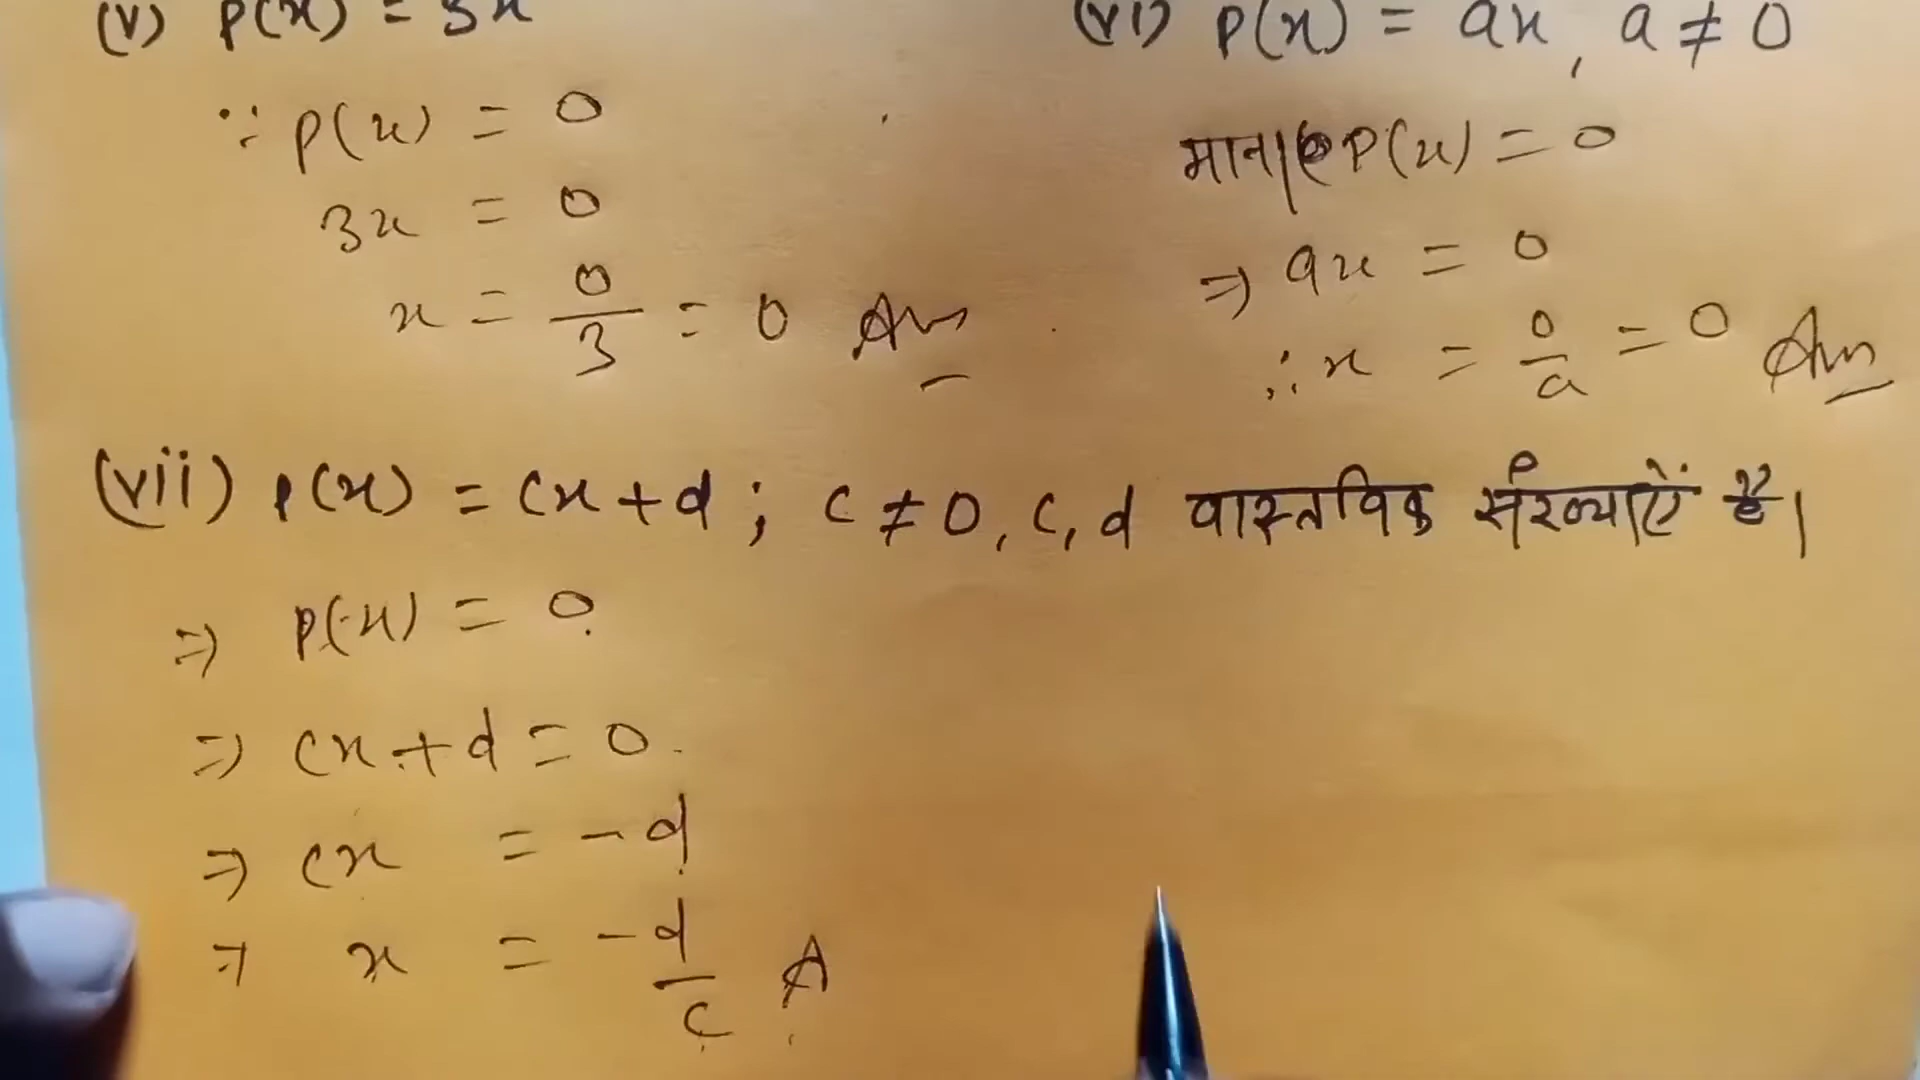 (v) P(x) = 3x
∵ P(x) = 0
3x = 0
x = 0/3 = 0 Ans
(vi) P(x) = ax, a ≠ 0
माना P(x) = 0
⇒ ax = 0
∴ x = 0/a = 0 Ans
(vii) P(x) = cx + d ; c ≠ 0, c, d वास्तविक संख्याएँ हैं।
⇒ P(x) = 0
⇒ cx + d = 0
⇒ cx = -d
⇒ x = -d/c A